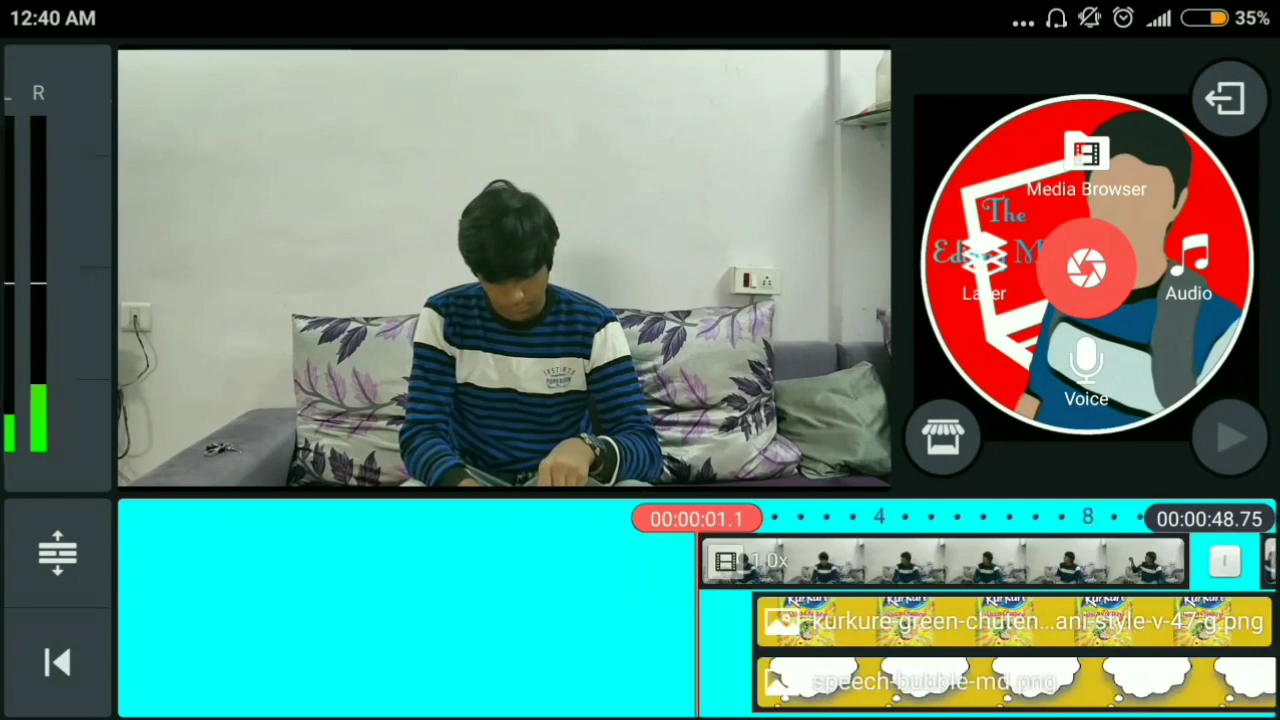 12:40 AM
35%
R
Media Browser
The
Layer
Audio
Voice
00:00:01.1
4
8
00:00:48.75
1.0x
kurkure-green-chuten...ani-style-v-47-g.png
speech-bubble-md.png